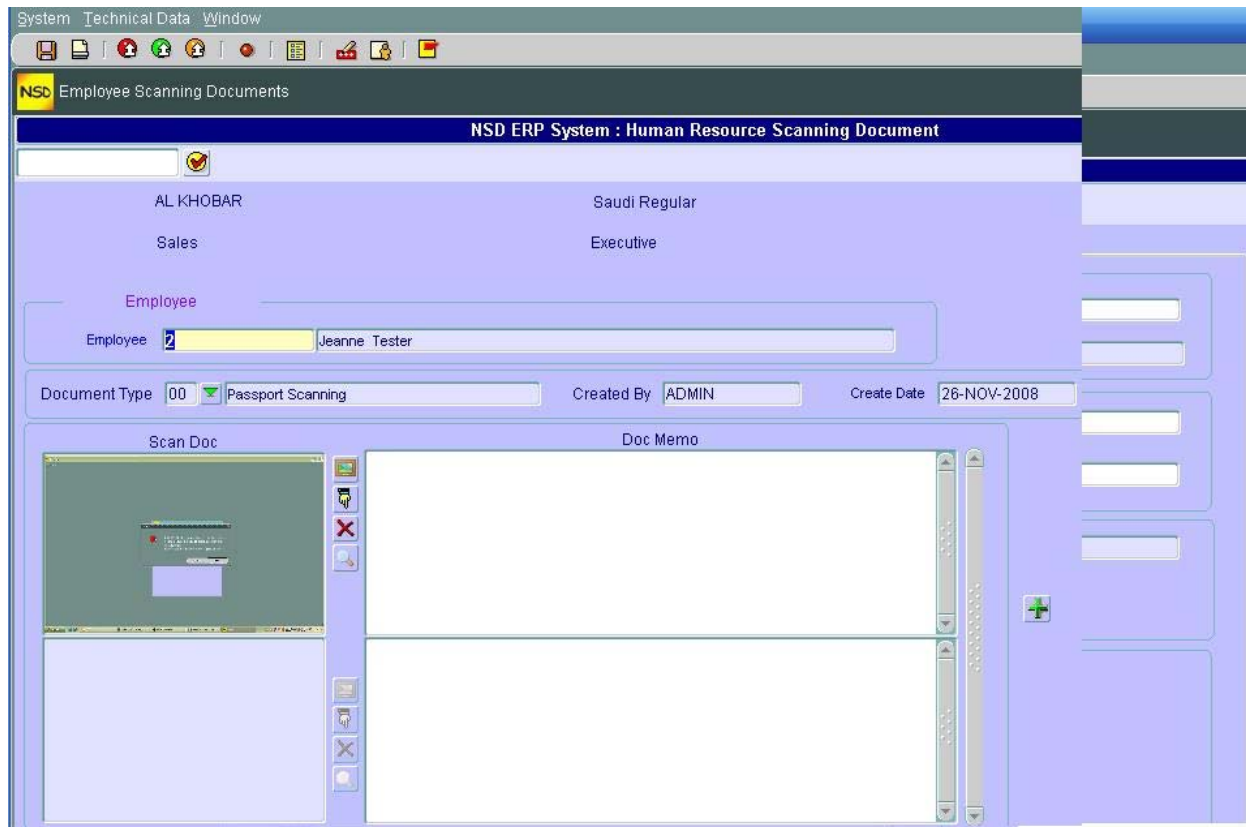 System Technical Data Window
NSD Employee Scanning Documents
NSD ERP System : Human Resource Scanning Document
AL KHOBAR Saudi Regular
Sales Executive
Employee
Employee 2 Jeanne Tester
Document Type 00 Passport Scanning Created By ADMIN Create Date 26-NOV-2008
Scan Doc Doc Memo